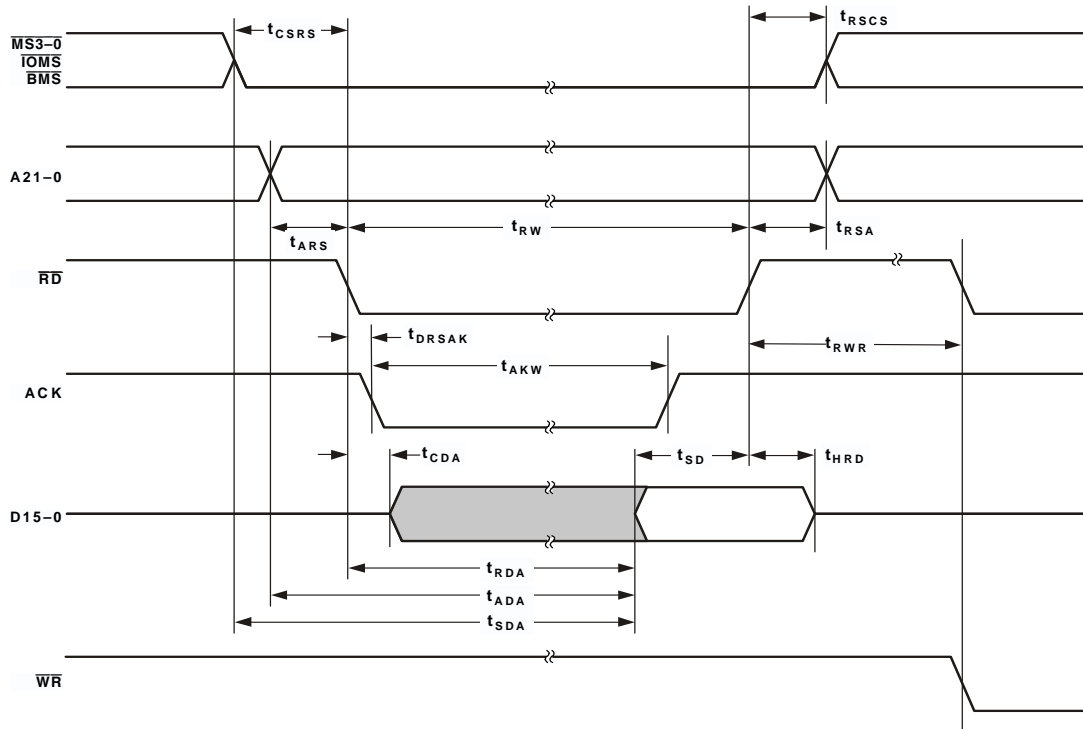 tCSRS
tRSCS
MS3–0
IOMS
BMS
A21–0
tARS
tRW
tRSA
RD
tDRSAK
tAKW
tRWR
ACK
tCDA
tSD
tHRD
D15–0
tRDA
tADA
tSDA
WR